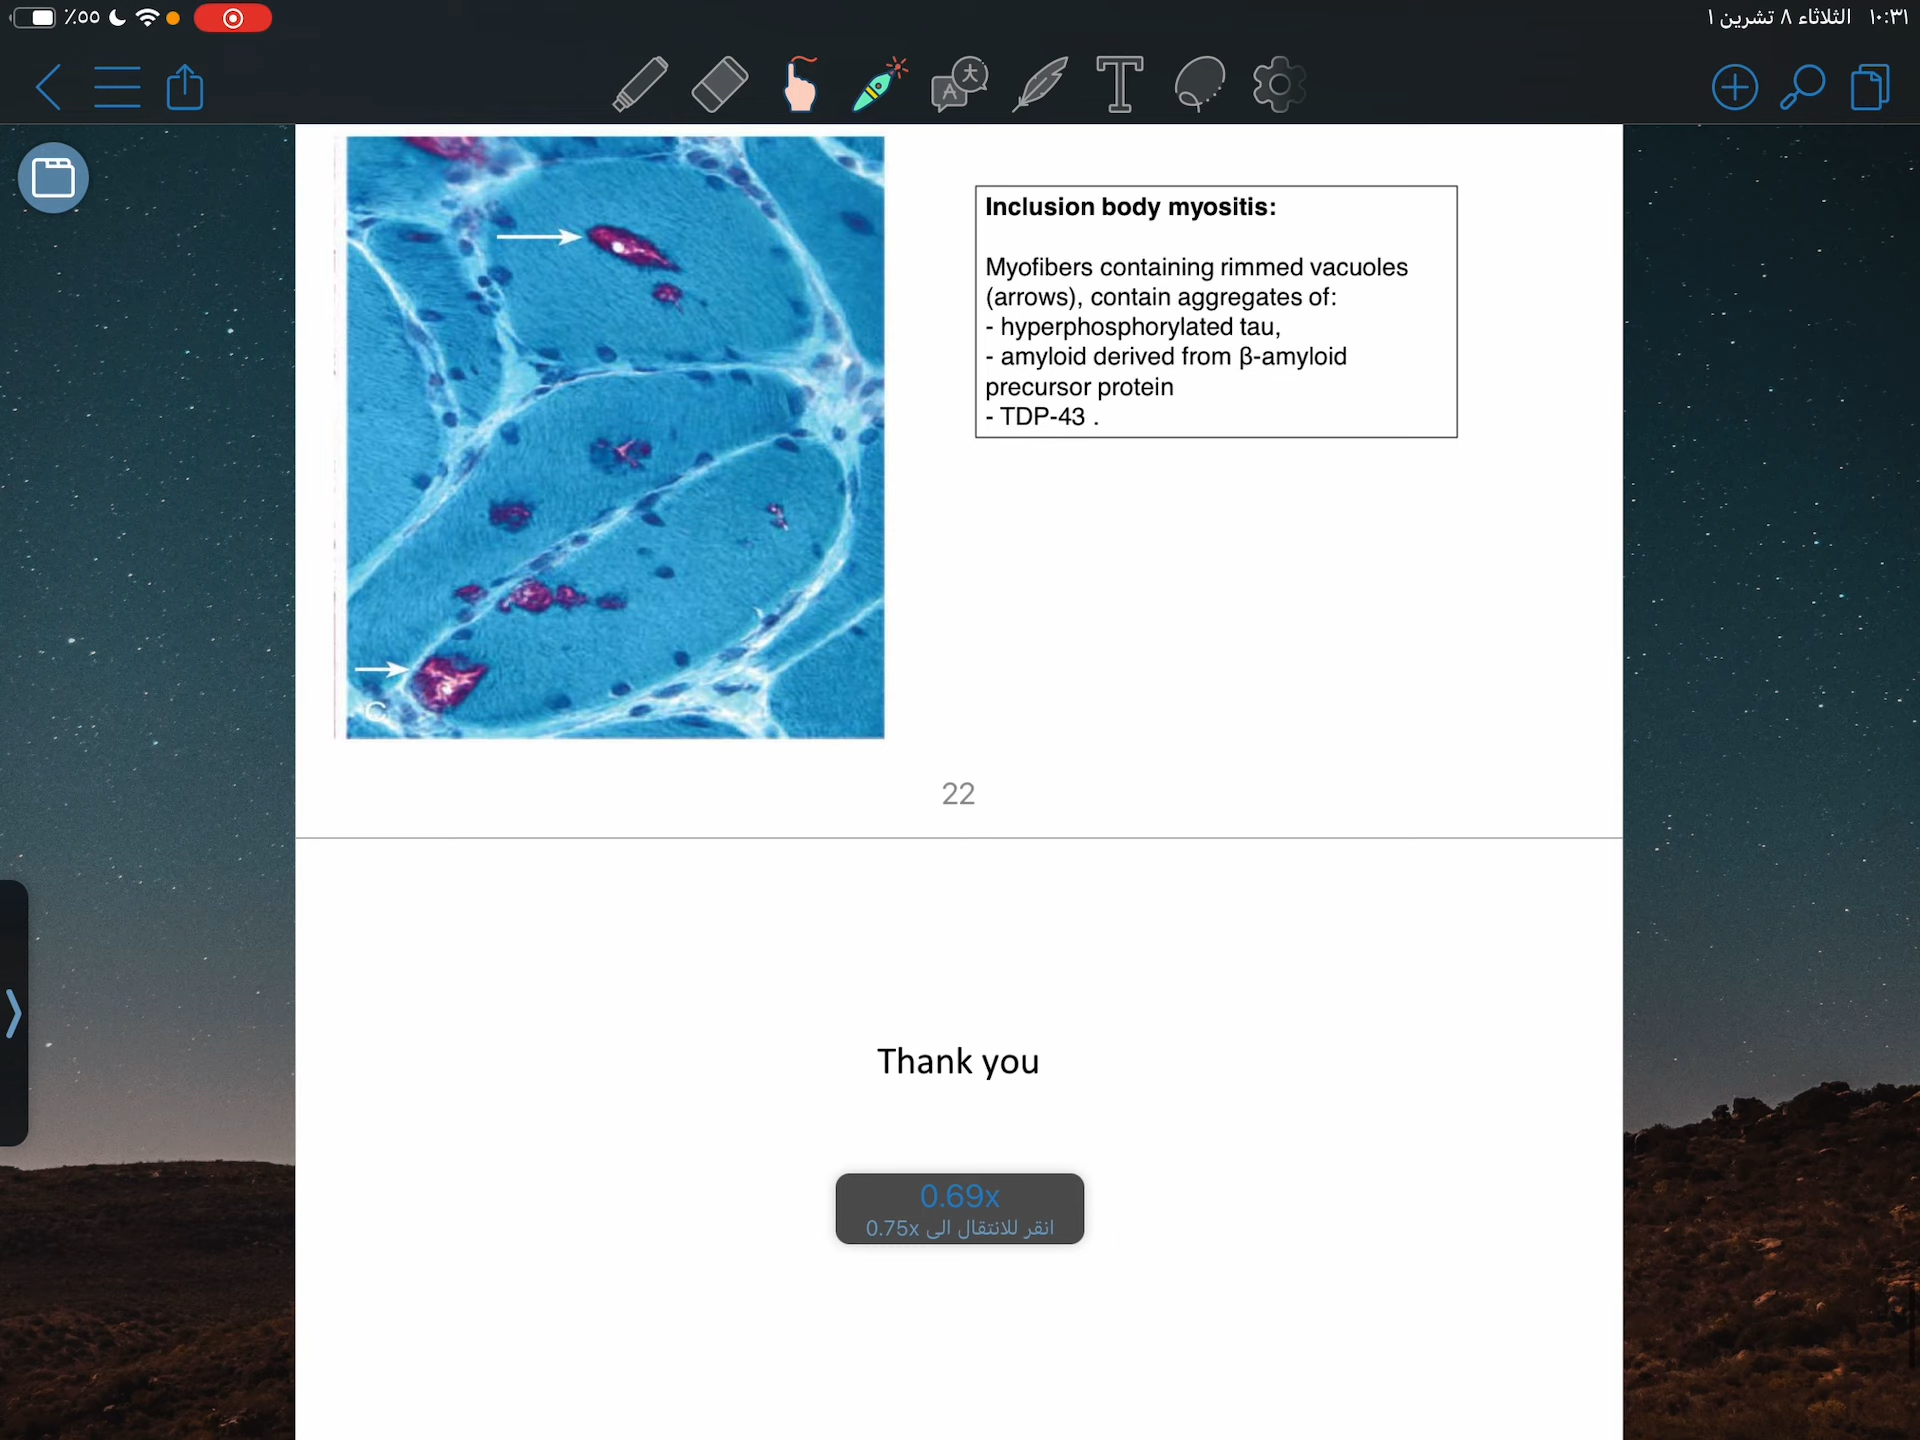 ٪٥٥
١٠:٣١ الثلاثاء ٨ تشرين ١
A 大
T
Inclusion body myositis:
Myofibers containing rimmed vacuoles
(arrows), contain aggregates of:
- hyperphosphorylated tau,
- amyloid derived from β-amyloid
precursor protein
- TDP-43 .
C
22
Thank you
0.69x
انقر للانتقال الى 0.75x